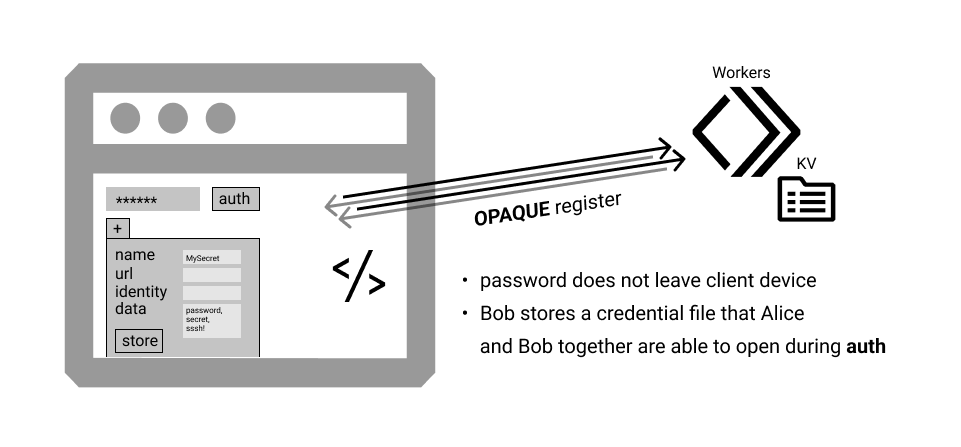 Workers
KV
****** auth
+
name MySecret
url
identity
data password,
secret,
sssh!
store
</>
OPAQUE register
• password does not leave client device
• Bob stores a credential file that Alice
and Bob together are able to open during auth